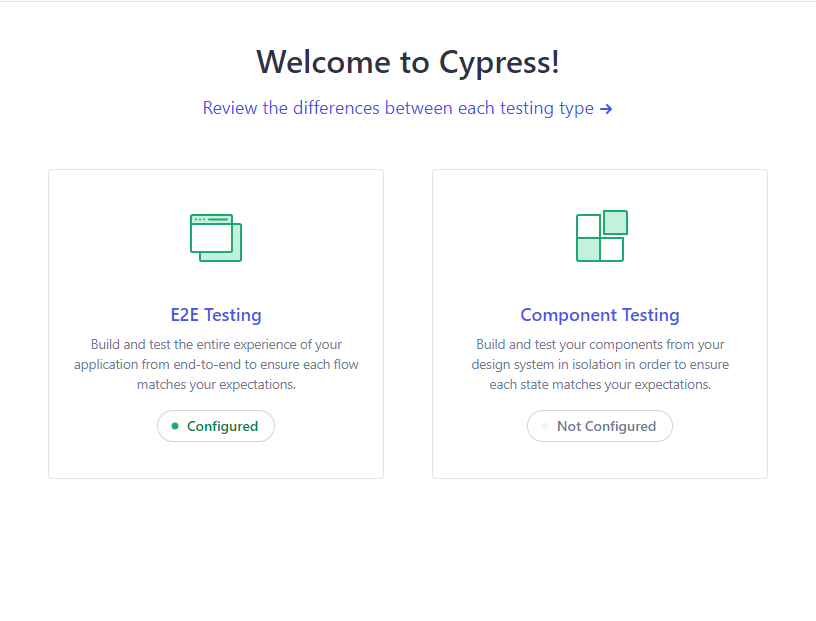 Welcome to Cypress!
Review the differences between each testing type →
E2E Testing
Build and test the entire experience of your
application from end-to-end to ensure each flow
matches your expectations.
Configured
Component Testing
Build and test your components from your
design system in isolation in order to ensure
each state matches your expectations.
Not Configured